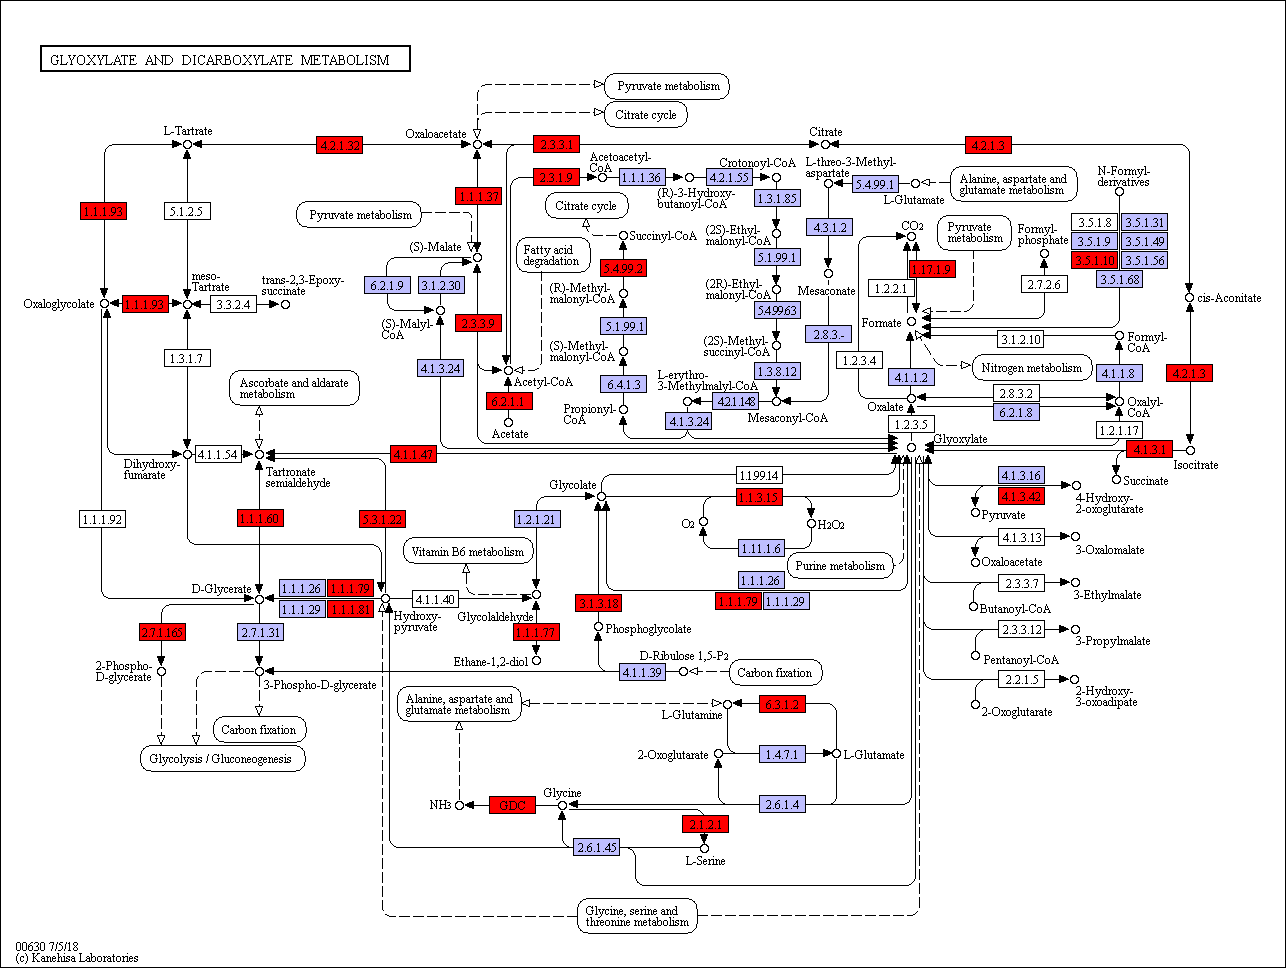 GLYOXYLATE AND DICARBOXYLATE METABOLISM
Pyruvate metabolism
Citrate cycle
L-Tartrate
Oxaloacetate
Citrate
4.2.1.32
2.3.3.1
4.2.1.3
Acetoacetyl-
CoA
Crotonoyl-CoA
L-threo-3-Methyl-
aspartate
N-Formyl-
derivatives
2.3.1.9
1.1.1.36
4.2.1.55
5.4.99.1
L-Glutamate
Alanine, aspartate and
glutamate metabolism
1.1.1.37
(R)-3-Hydroxy-
butanoyl-CoA
1.3.1.85
1.1.1.93
5.1.2.5
Pyruvate metabolism
Citrate cycle
4.3.1.2
CO2
Pyruvate
metabolism
Formyl-
phosphate
3.5.1.8
3.5.1.31
3.5.1.9
3.5.1.49
3.5.1.10
3.5.1.56
3.5.1.68
(S)-Malate
Fatty acid
degradation
Succinyl-CoA
(2S)-Ethyl-
malonyl-CoA
5.4.99.2
5.1.99.1
1.17.1.9
1.2.2.1
2.7.2.6
meso-
Tartrate
trans-2,3-Epoxy-
succinate
6.2.1.9
3.1.2.30
(R)-Methyl-
malonyl-CoA
(2R)-Ethyl-
malonyl-CoA
Mesaconate
cis-Aconitate
Oxaloglycolate
1.1.1.93
3.3.2.4
(S)-Malyl-
CoA
2.3.3.9
5.1.99.1
5.4.99.63
2.8.3.-
Formate
3.1.2.10
Formyl-
CoA
1.3.1.7
(S)-Methyl-
malonyl-CoA
(2S)-Methyl-
succinyl-CoA
1.2.3.4
Nitrogen metabolism
4.1.3.24
1.3.8.12
4.1.1.2
4.1.1.8
4.2.1.3
Acetyl-CoA
6.4.1.3
L-erythro-
3-Methylmalyl-CoA
Ascorbate and aldarate
metabolism
6.2.1.1
4.2.1.148
2.8.3.2
6.2.1.8
Oxalate
Oxalyl-
CoA
Propionyl-
CoA
4.1.3.24
Mesaconyl-CoA
Acetate
1.2.3.5
1.2.1.17
Glyoxylate
4.1.1.54
4.1.1.47
4.1.3.1
Isocitrate
Dihydroxy-
fumarate
Tartronate
semialdehyde
1.1.99.14
4.1.3.16
Succinate
Glycolate
1.1.3.15
4.1.3.42
4-Hydroxy-
2-oxoglutarate
Pyruvate
1.1.1.92
1.1.1.60
5.3.1.22
1.2.1.21
O2
H2O2
4.1.3.13
3-Oxalomalate
Oxaloacetate
Vitamin B6 metabolism
1.11.1.6
Purine metabolism
D-Glycerate
1.1.1.26
1.1.1.79
1.1.1.29
1.1.1.81
4.1.1.40
1.1.1.26
1.1.1.79
1.1.1.29
2.3.3.7
3-Ethylmalate
Butanoyl-CoA
3.1.3.18
Hydroxy-
pyruvate
Glycolaldehyde
2.7.1.165
2.7.1.31
1.1.1.77
Phosphoglycolate
2.3.3.12
3-Propylmalate
Pentanoyl-CoA
2-Phospho-
D-glycerate
Ethane-1,2-diol
D-Ribulose 1,5-P2
4.1.1.39
Carbon fixation
3-Phospho-D-glycerate
2.2.1.5
2-Hydroxy-
3-oxoadipate
2-Oxoglutarate
Carbon fixation
Alanine, aspartate and
glutamate metabolism
6.3.1.2
L-Glutamine
Glycolysis / Gluconeogenesis
2-Oxoglutarate
1.4.7.1
L-Glutamate
Glycine
NH3
GDC
2.6.1.4
2.1.2.1
2.6.1.45
L-Serine
Glycine, serine and
threonine metabolism
00630 7/5/18
(c) Kanehisa Laboratories